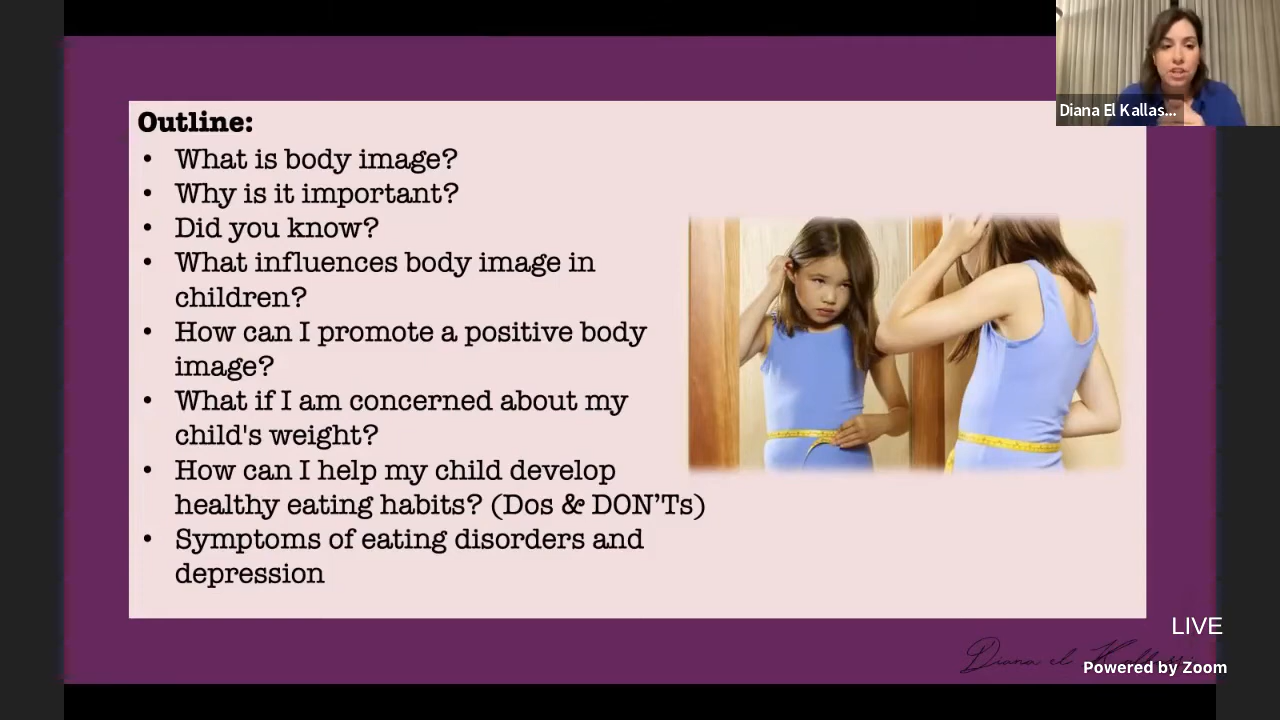 Diana El Kallas...
Outline:
• What is body image?
• Why is it important?
• Did you know?
• What influences body image in
children?
• How can I promote a positive body
image?
• What if I am concerned about my
child's weight?
• How can I help my child develop
healthy eating habits? (Dos & DON'Ts)
• Symptoms of eating disorders and
depression
LIVE
Diana el
Powered by Zoom